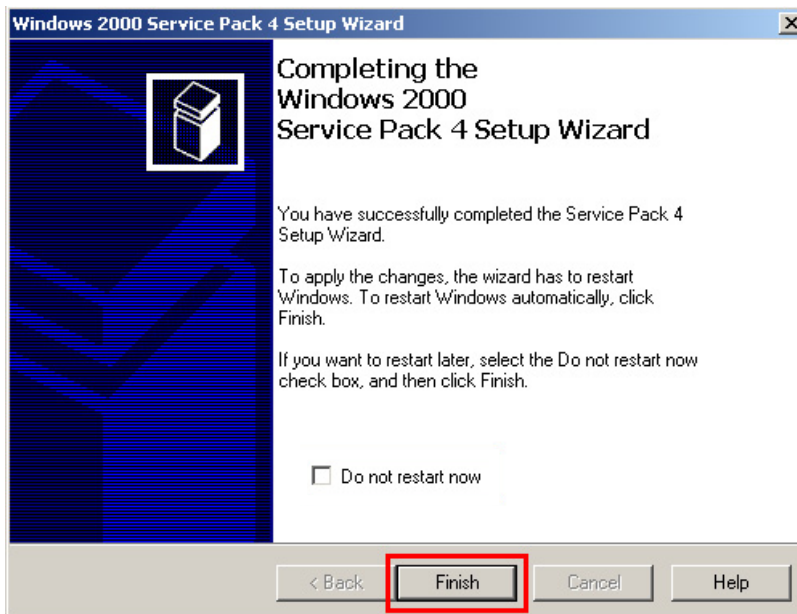 Windows 2000 Service Pack 4 Setup Wizard
Completing the
Windows 2000
Service Pack 4 Setup Wizard
You have successfully completed the Service Pack 4
Setup Wizard.
To apply the changes, the wizard has to restart
Windows. To restart Windows automatically, click
Finish.
If you want to restart later, select the Do not restart now
check box, and then click Finish.
Do not restart now
< Back
Finish
Cancel
Help